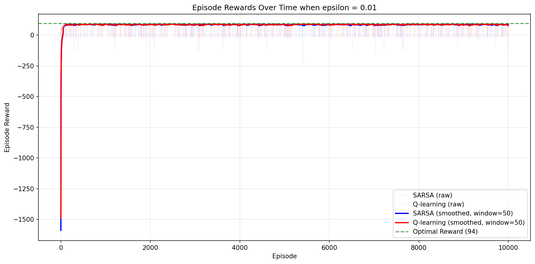 Episode Rewards Over Time when epsilon = 0.01
Episode Reward
0
−250
−500
−750
−1000
−1250
−1500
0
2000
4000
6000
8000
10000
Episode
SARSA (raw)
Q-learning (raw)
SARSA (smoothed, window=50)
Q-learning (smoothed, window=50)
Optimal Reward (94)